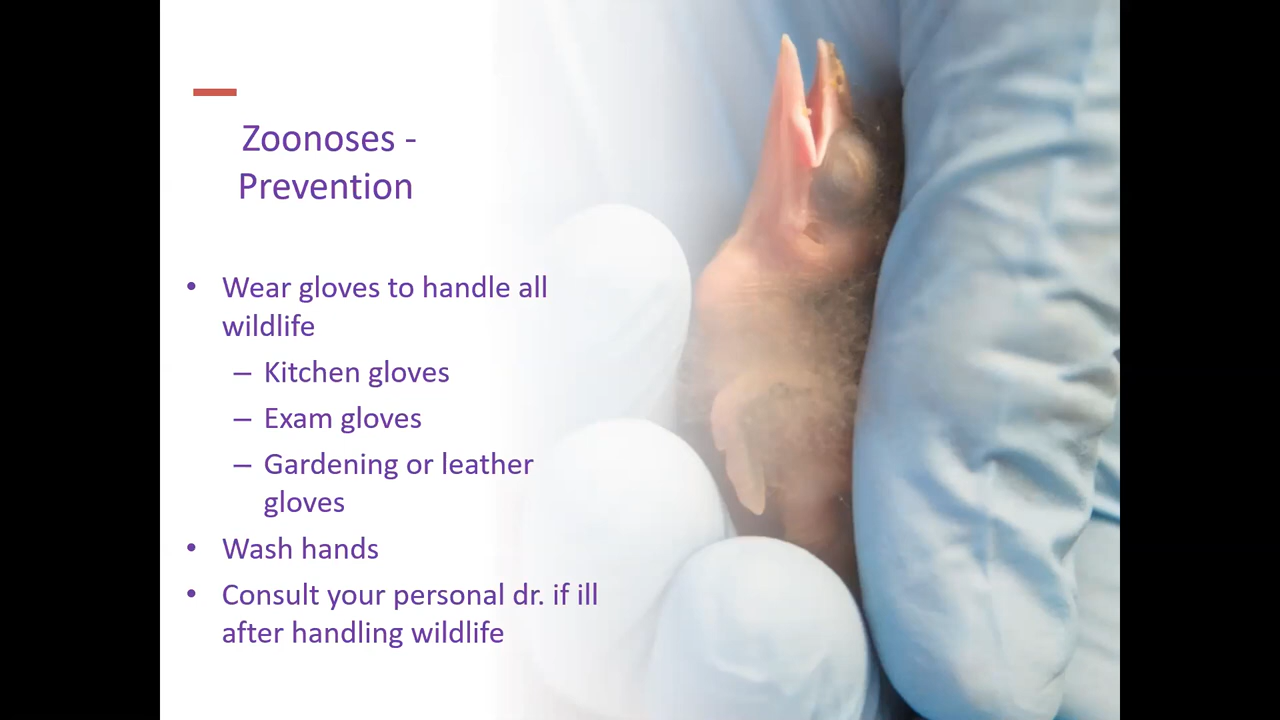 Zoonoses -
Prevention
• Wear gloves to handle all
wildlife
– Kitchen gloves
– Exam gloves
– Gardening or leather
gloves
• Wash hands
• Consult your personal dr. if ill
after handling wildlife